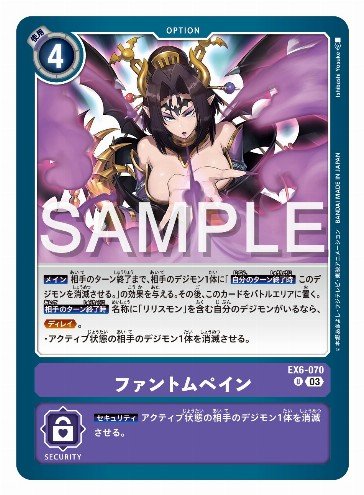 OPTION
使用
4
Ishibashi Yosuke
SAMPLE
メイン 相手のターン終了まで、相手のデジモン1体に「自分のターン終了時 このデ
ジモンを消滅させる。」の効果を与える。その後、このカードをバトルエリアに置く。
相手のターン終了時 名称に「リリスモン」を含む自分のデジモンがいるなら、
ディレイ。
・アクティブ状態の相手のデジモン1体を消滅させる。
EX6-070
U 03
ファントムペイン
セキュリティ アクティブ状態の相手のデジモン1体を消滅
させる。
SECURITY
BANDAI MADE IN JAPAN